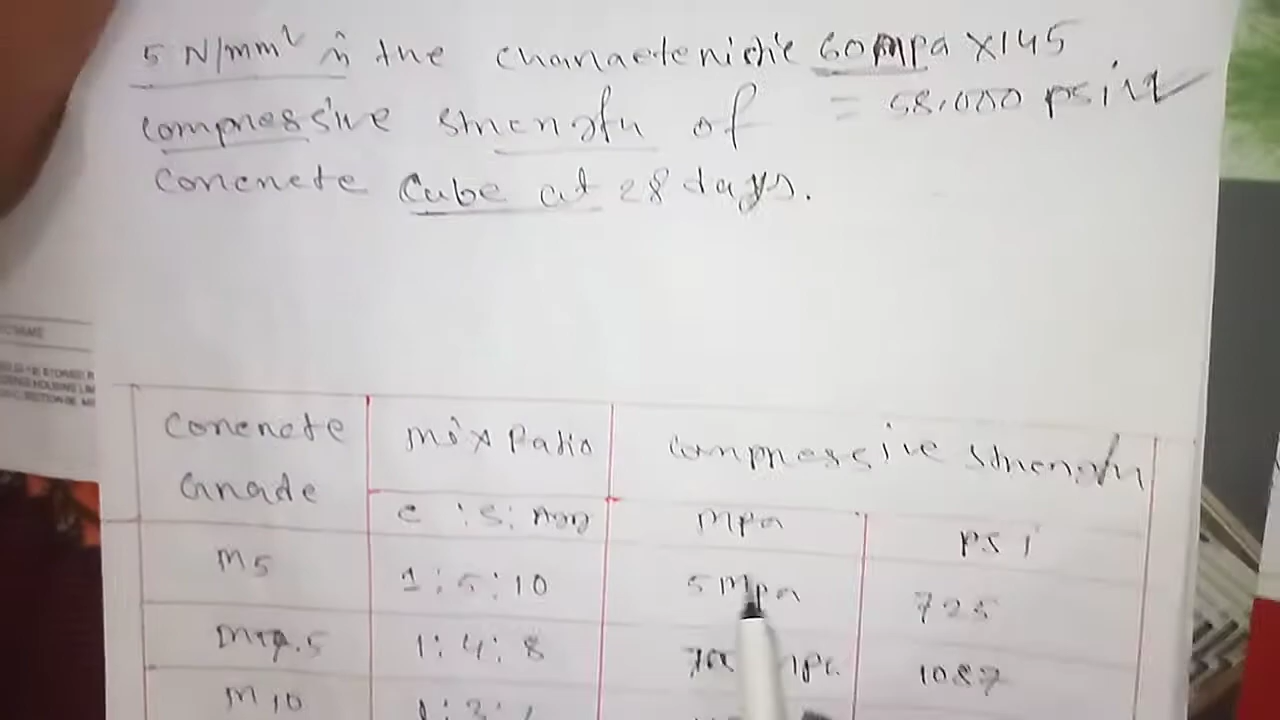 5 N/mm² is the characteristic 60mpa X145
compressive strength of = 58,000 psi
concrete Cube at 28 days.
Concrete Grade
mix Ratio
compressive strength
c : S : Agg
mpa
psi
M5
1 : 5 : 10
5 mpa
725
M7.5
1 : 4 : 8
1087
M10